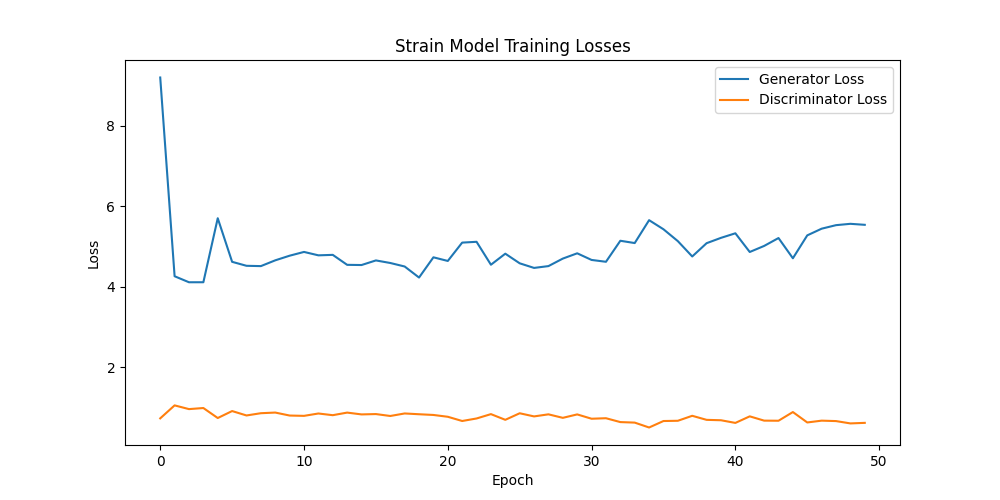 Strain Model Training Losses
Generator Loss
Discriminator Loss
Loss
8
6
4
2
0 10 20 30 40 50
Epoch